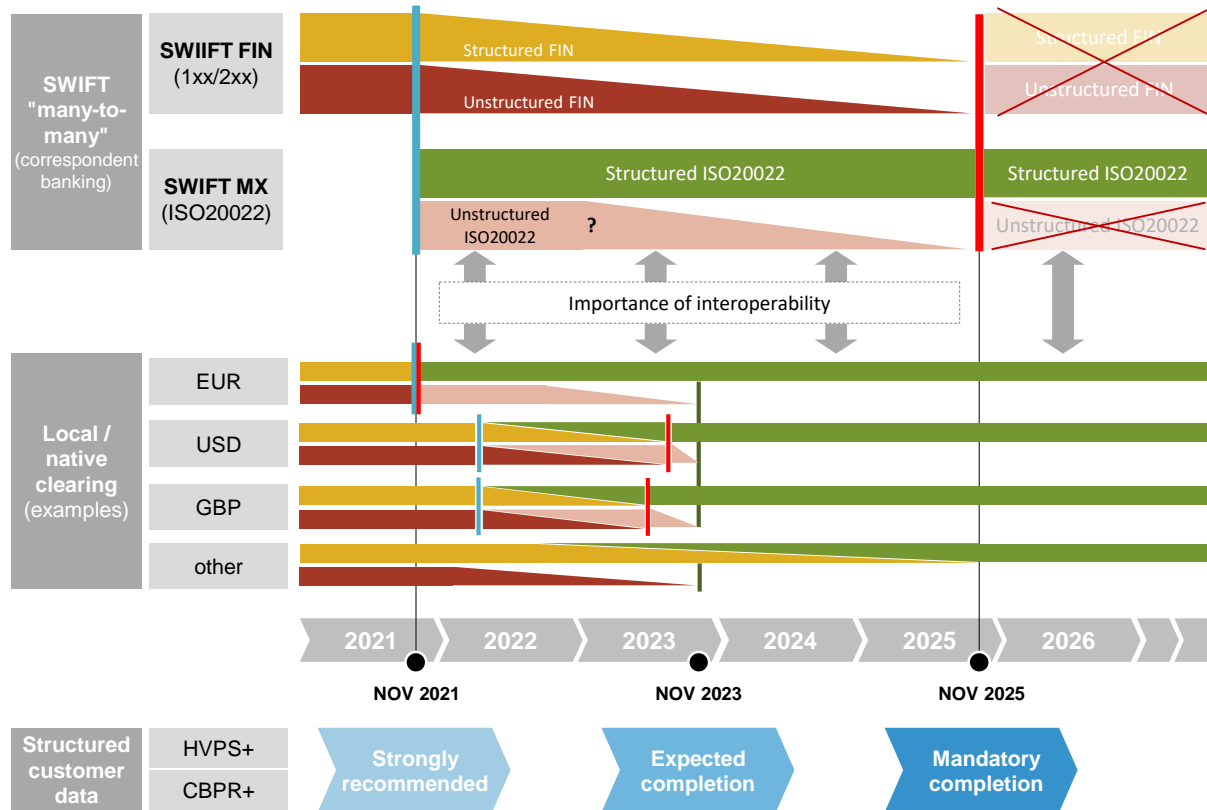 SWIFT
"many-to-
many"
(correspondent
banking)
SWIIFT FIN
(1xx/2xx)
Structured FIN
Unstructured FIN
Structured FIN
Unstructured FIN
SWIFT MX
(ISO20022)
Structured ISO20022
Structured ISO20022
Unstructured
ISO20022
?
Unstructured ISO20022
Importance of interoperability
Local /
native
clearing
(examples)
EUR
USD
GBP
other
2021 2022 2023 2024 2025 2026
NOV 2021 NOV 2023 NOV 2025
Structured
customer
data
HVPS+
CBPR+
Strongly
recommended
Expected
completion
Mandatory
completion